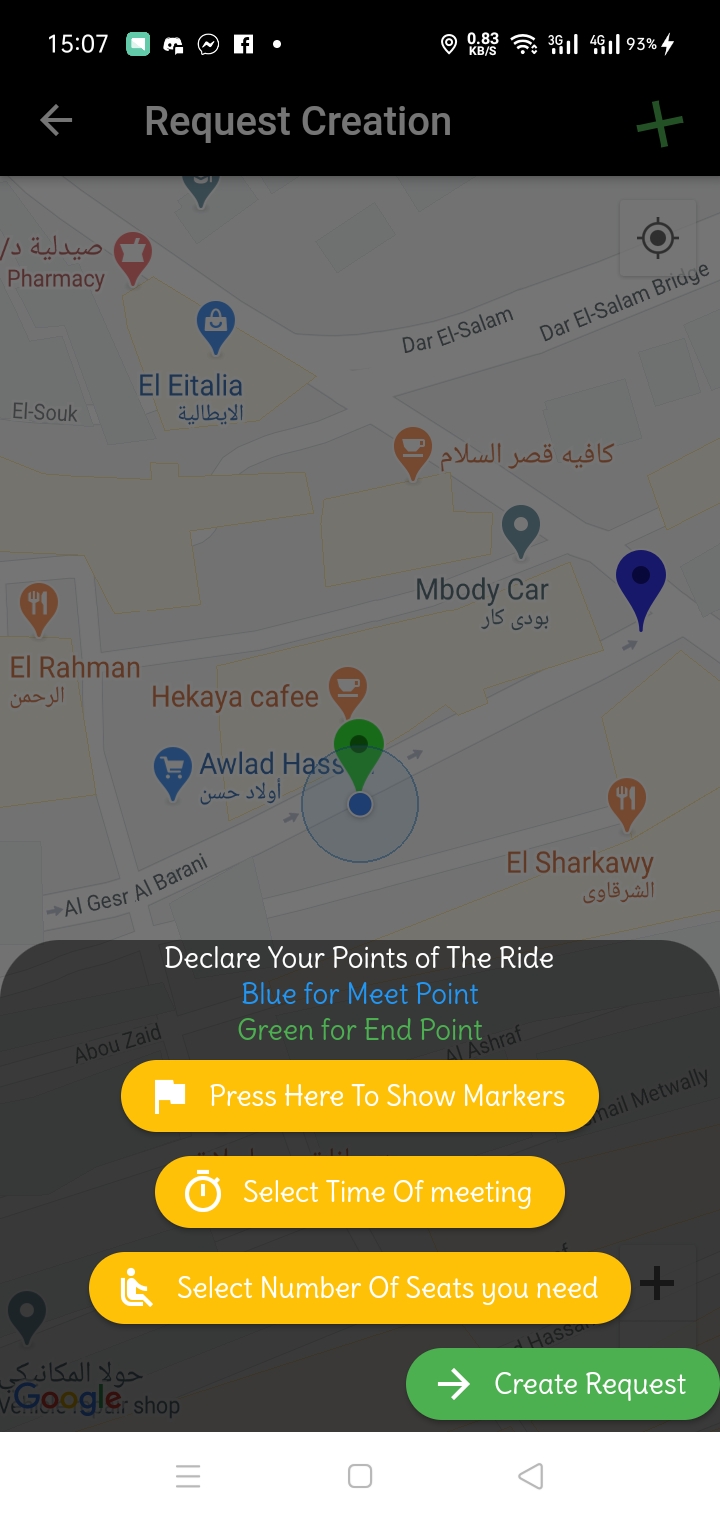 15:07
0.83
KB/S
3G
4G
93%
Request Creation
صيدلية د/
Pharmacy
Dar El-Salam
Dar El-Salam Bridge
El Eitalia
الايطالية
El-Souk
كافيه قصر السلام
Mbody Car
بودى كار
El Rahman
الرحمن
Hekaya cafee
Awlad Hass
أولاد حسن
El Sharkawy
الشرقاوى
Al Gesr Al Barani
Declare Your Points of The Ride
Blue for Meet Point
Green for End Point
Abou Zaid
Al Ashraf
Press Here To Show Markers
mail Metwally
Select Time Of meeting
Select Number Of Seats you need
d Hassan
حولا الميكانيكي
Create Request
Google
Vehicle repair shop